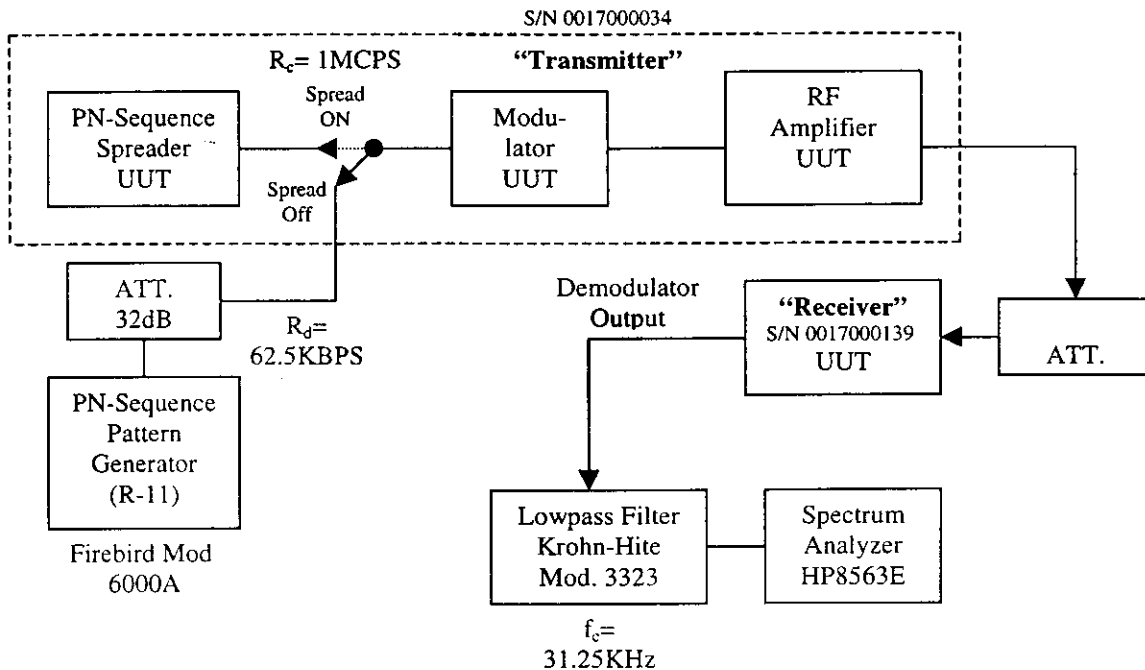 S/N 0017000034
R_c= 1MCPS
"Transmitter"
PN-Sequence
Spreader
UUT
Spread
ON
Spread
Off
Modu-
lator
UUT
RF
Amplifier
UUT
ATT.
32dB
R_d=
62.5KBPS
PN-Sequence
Pattern
Generator
(R-11)
Firebird Mod
6000A
Demodulator
Output
"Receiver"
S/N 0017000139
UUT
ATT.
Lowpass Filter
Krohn-Hite
Mod. 3323
f_c=
31.25KHz
Spectrum
Analyzer
HP8563E